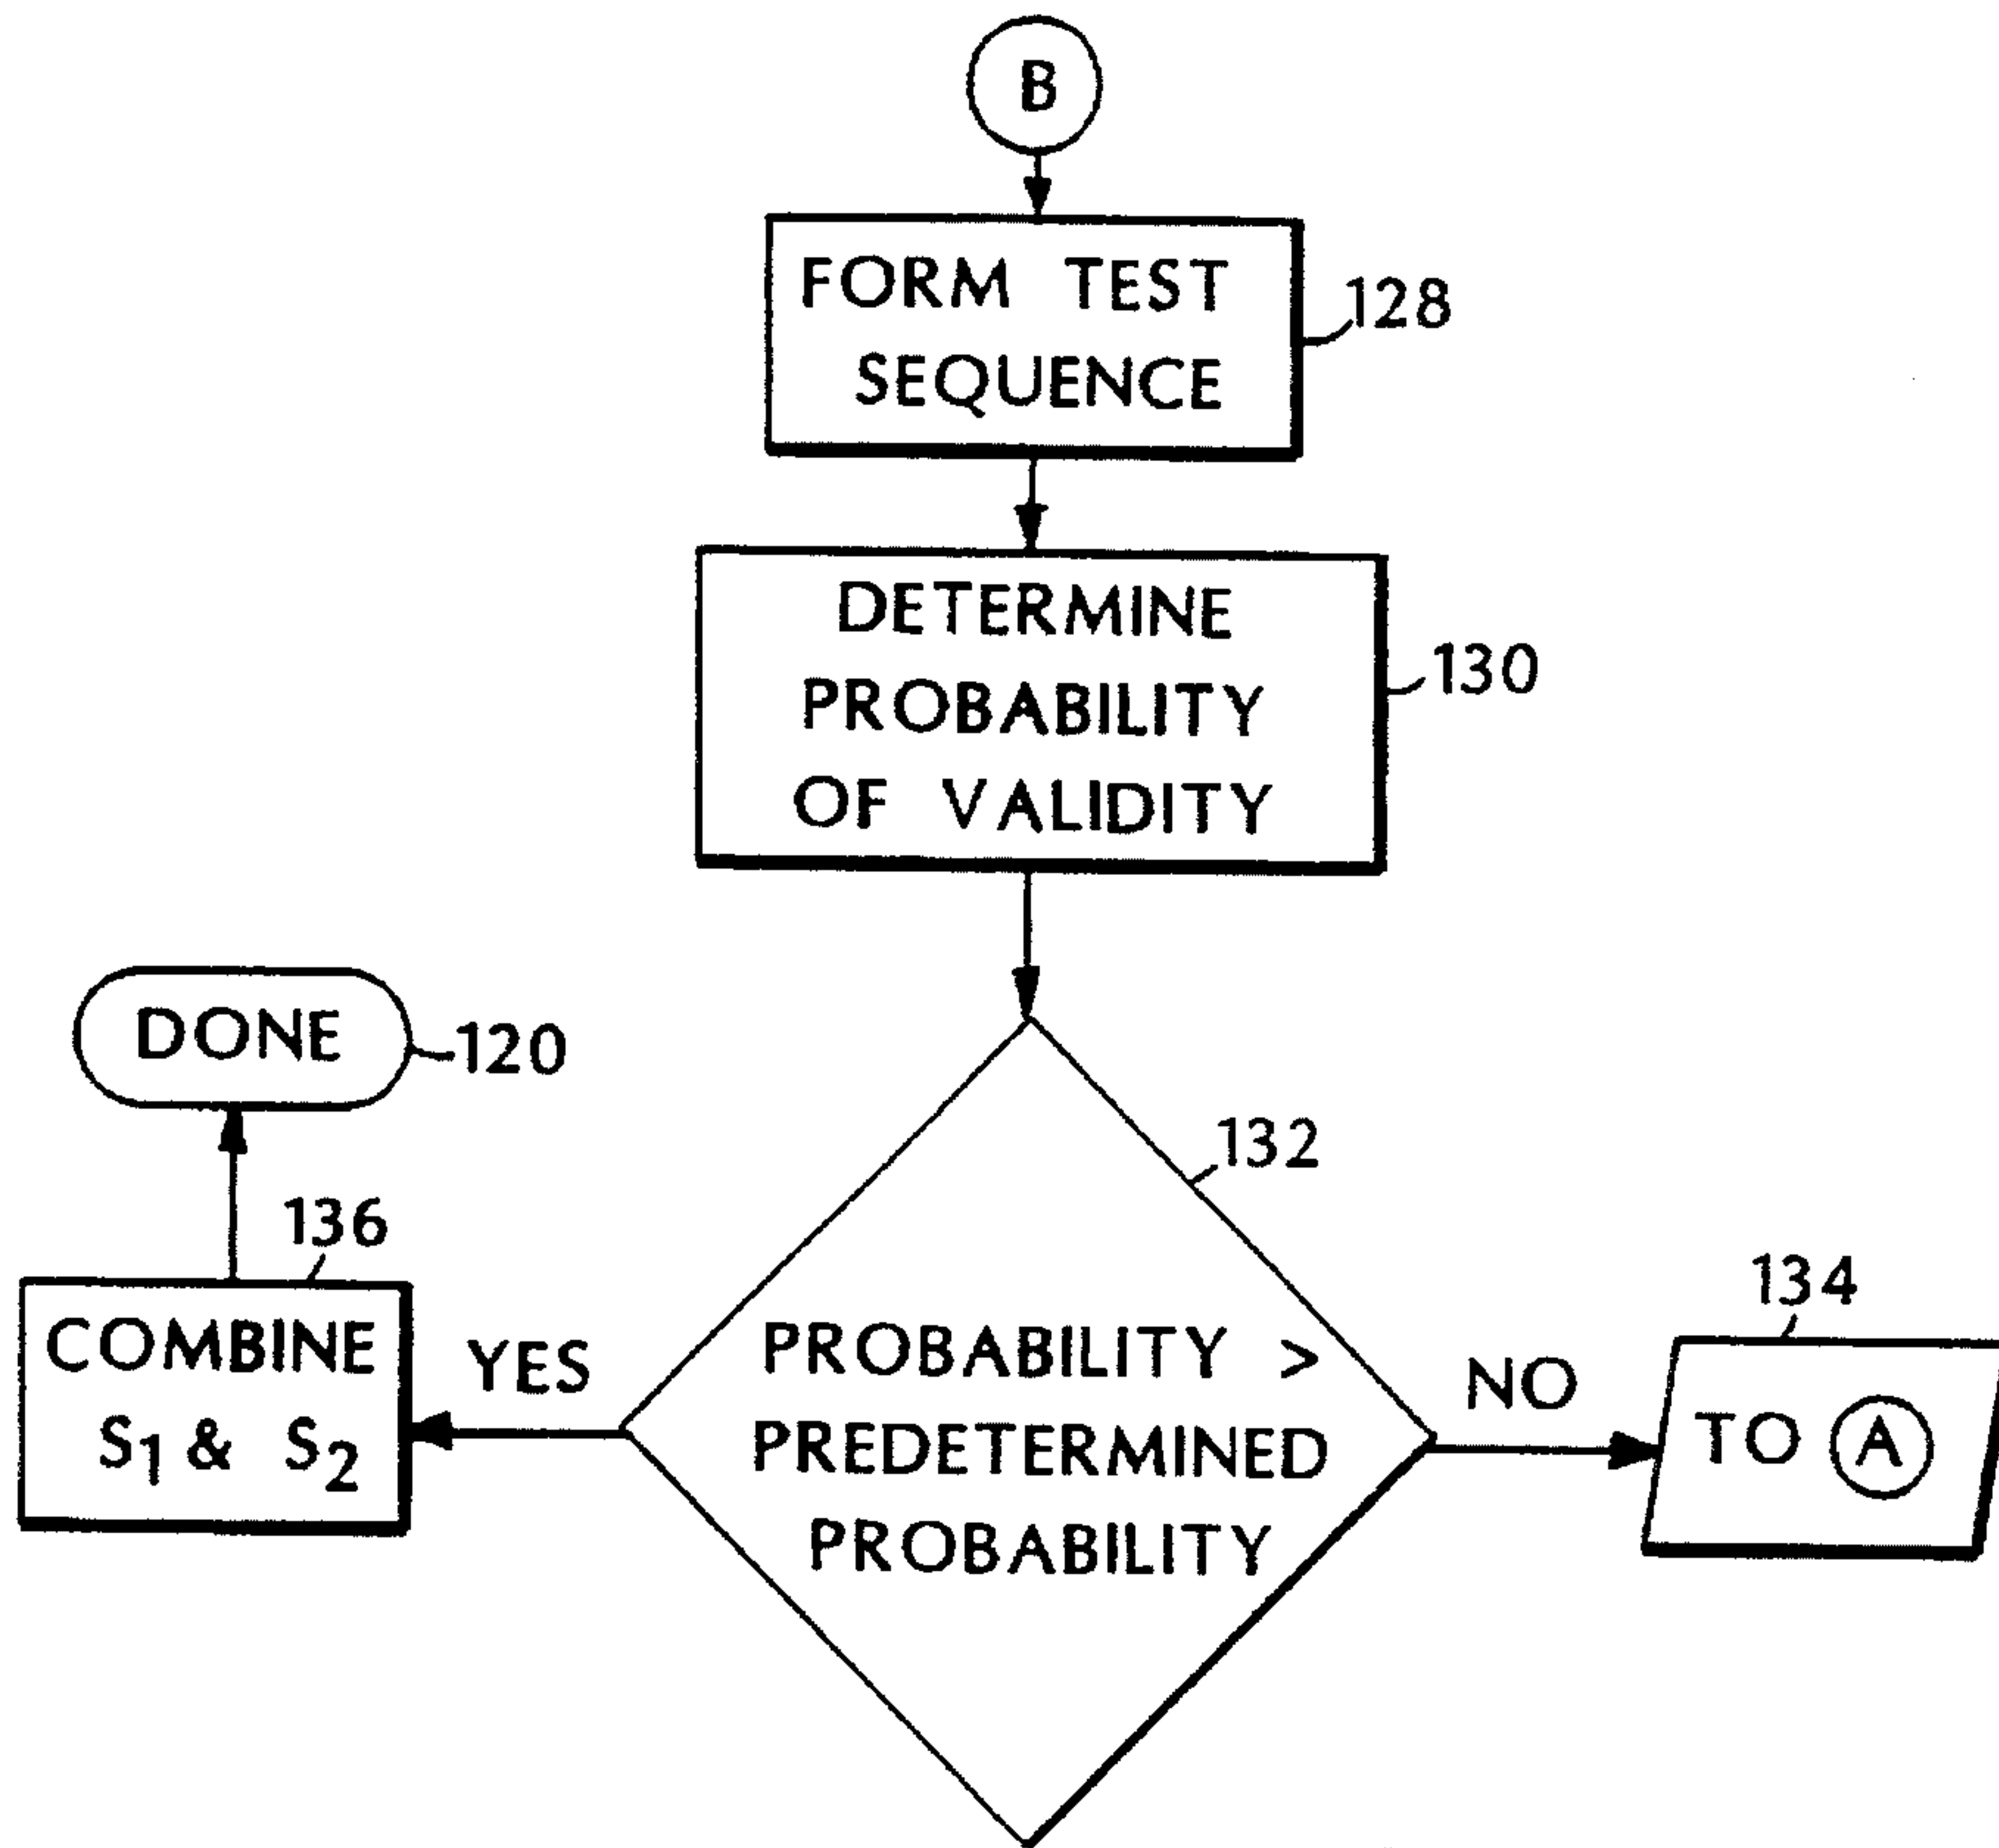 B
FORM TEST
SEQUENCE
128
DETERMINE
PROBABILITY
OF VALIDITY
130
DONE
120
132
136
COMBINE
S1 & S2
YES
PROBABILITY >
PREDETERMINED
PROBABILITY
NO
134
TO A